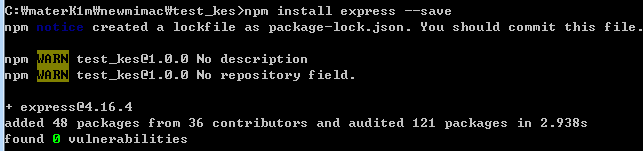 C:₩materK1m₩newmimac₩test_kes>npm install express --save
npm notice created a lockfile as package-lock.json. You should commit this file.
npm WARN test_kes@1.0.0 No description
npm WARN test_kes@1.0.0 No repository field.
+ express@4.16.4
added 48 packages from 36 contributors and audited 121 packages in 2.938s
found 0 vulnerabilities